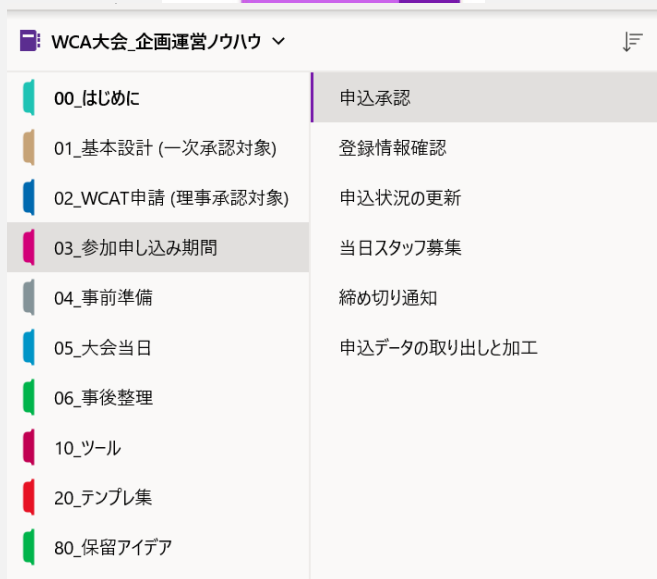 WCA大会_企画運営ノウハウ
00_はじめに
01_基本設計 (一次承認対象)
02_WCAT申請 (理事承認対象)
03_参加申し込み期間
04_事前準備
05_大会当日
06_事後整理
10_ツール
20_テンプレ集
80_保留アイデア
申込承認
登録情報確認
申込状況の更新
当日スタッフ募集
締め切り通知
申込データの取り出しと加工